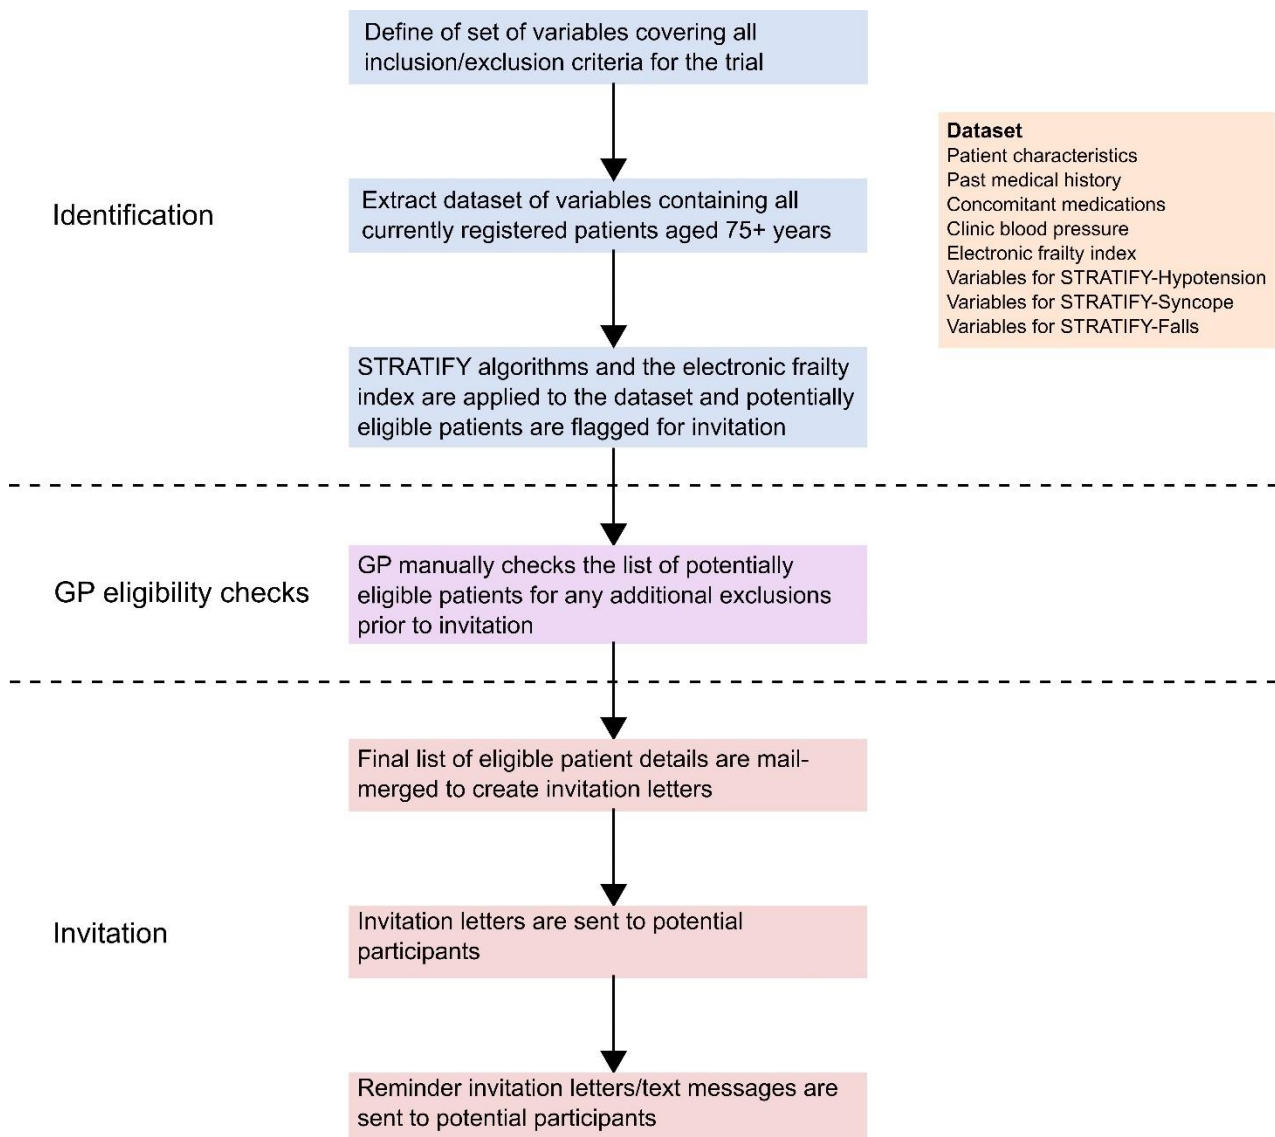 Define of set of variables covering all
inclusion/exclusion criteria for the trial
Dataset
Patient characteristics
Past medical history
Concomitant medications
Clinic blood pressure
Electronic frailty index
Variables for STRATIFY-Hypotension
Variables for STRATIFY-Syncope
Variables for STRATIFY-Falls
Identification
Extract dataset of variables containing all
currently registered patients aged 75+ years
STRATIFY algorithms and the electronic frailty
index are applied to the dataset and potentially
eligible patients are flagged for invitation
GP eligibility checks
GP manually checks the list of potentially
eligible patients for any additional exclusions
prior to invitation
Final list of eligible patient details are mail-
merged to create invitation letters
Invitation
Invitation letters are sent to potential
participants
Reminder invitation letters/text messages are
sent to potential participants